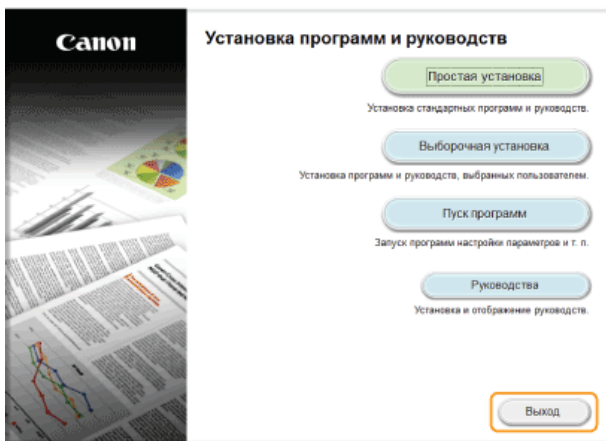 Canon
Установка программ и руководств
Простая установка
Установка стандартных программ и руководств.
Выборочная установка
Установка программ и руководств, выбранных пользователем.
Пуск программ
Запуск программ настройки параметров и т. п.
Руководства
Установка и отображение руководств.
Выход